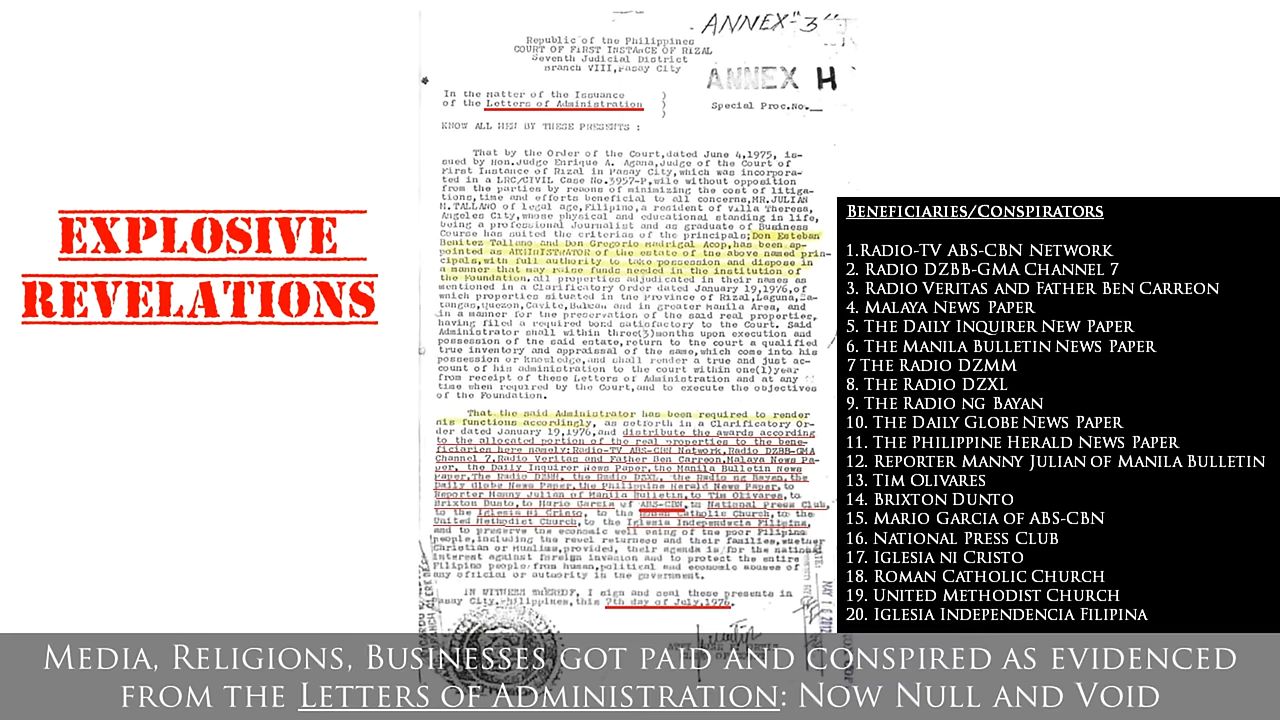 ANNEX "3"
Republic of the Philippines
COURT OF FIRST INSTANCE OF RIZAL
Seventh Judicial District
Branch VIII, Pasay City
ANNEX H
In the Matter of the Issuance )
of the Letters of Administration )
)
Special Proc.No.__
KNOW ALL MEN BY THESE PRESENTS :
That by the Order of the Court,dated June 4,1975, is-
sued by Hon.Judge Enrique A. Agana,Judge of the Court of
First Instance of Rizal in Pasay City,which was incorpora-
ted in a LRC/CIVIL Case No.3957-P,wile without opposition
from the parties by reaons of minimizing the cost of litiga-
tions,time and efforts beneficial to all concerns,MR.JULIAN
M.TALLANO of legal age,Filipino,a resident of Villa Theresa,
Angeles City,whose physical and educational standing in life,
being a professional Journalist and as graduate of Business
Course has suited the criterias of the principals;Don Esteban
Benitez Tallano and Don Gregorio Madrigal Acop,has been ap-
pointed as ADMINISTRATOR of the estate of the above named prin-
cipals,with full authority to take possession and dispose in
a manner that may raise funds needed in the institution of
the Foundation,all properties adjudicated in their names as
mentioned in a Clarificatory Order dated January 19,1976,of
which properties situated in the Province of Rizal,Laguna,Ba-
tangas,Quezon,Cavite,Bulcan and in greater Manila Area, and
in a manner for the preservation of the said real properties,
having filed a required bond satisfactory to the Court. Said
Administrator shall within three(3)months upon execution and
possession of the said estate,return to the court a qualified
true inventory and appraisal of the same,which come into his
possession or knowledge,and shall render a true and just ac-
count of his administration to the court within one(1)year
from receipt of these Letters of Administration and at any
time when required by the Court,and to execute the objectives
of the Foundation.
That the said Administrator has been required to render
his functions accordingly, as setforth in a Clarificatory Or-
der dated January 19,1976,and distribute the awards according
to the allocated portion of the real properties to the bene-
ficiaries here namely:Radio-TV ABS-CBN Network,Radio DZBB-GMA
Channel 7,Radio Veritas and Father Ben Carreon,Malaya News Pa-
per, the Daily Inquirer News Paper,the Manila Bulletin News
Paper,The Radio DZMM, the Radio DZXL, the Radio ng Bayan,the
Daily Globe News Paper,the Philippine Herald News Paper,to
Reporter Manny Julian of Manila Bulletin,to Tim Olivares,to
Brixton Dunto,to Mario Garcia of ABS-CBN,to National Press Club,
to the Iglesia Ni Cristo, to the Roman Catholic Church,to the
United Methodist Church,to the Iglesia Independecia Filipina,
and to preserve the economic well being of the poor Filipino
people,including the revel returnees and their families,whether
Christian or Muslims,provided, their agenda is for the national
interest against foreign invasion and to protect the entire
Filipino people from human,political and economic abuses of
any official or authority in the government.
IN WITNESS THEREOF, I sign and seal these presents in
Pasay City,Philippines,this 7th day of July,1976.
EXPLOSIVE
REVELATIONS
Beneficiaries/Conspirators
1.Radio-TV ABS-CBN Network
2. Radio DZBB-GMA Channel 7
3. Radio Veritas and Father Ben Carreon
4. Malaya News Paper
5. The Daily Inquirer New Paper
6. The Manila Bulletin News Paper
7 The Radio DZMM
8. The Radio DZXL
9. The Radio ng Bayan
10. The Daily Globe News Paper
11. The Philippine Herald News Paper
12. Reporter Manny Julian of Manila Bulletin
13. Tim Olivares
14. Brixton Dunto
15. Mario Garcia of ABS-CBN
16. National Press Club
17. Iglesia ni Cristo
18. Roman Catholic Church
19. United Methodist Church
20. Iglesia Independencia Filipina
Media, Religions, Businesses got paid and conspired as evidenced
from the Letters of Administration: Now Null and Void